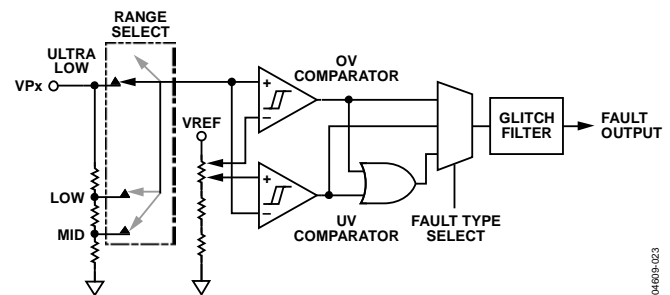 RANGE
SELECT
ULTRA
LOW
VPx
LOW
MID
VREF
+
−
OV
COMPARATOR
+
−
UV
COMPARATOR
FAULT TYPE
SELECT
GLITCH
FILTER
FAULT
OUTPUT
04609-023